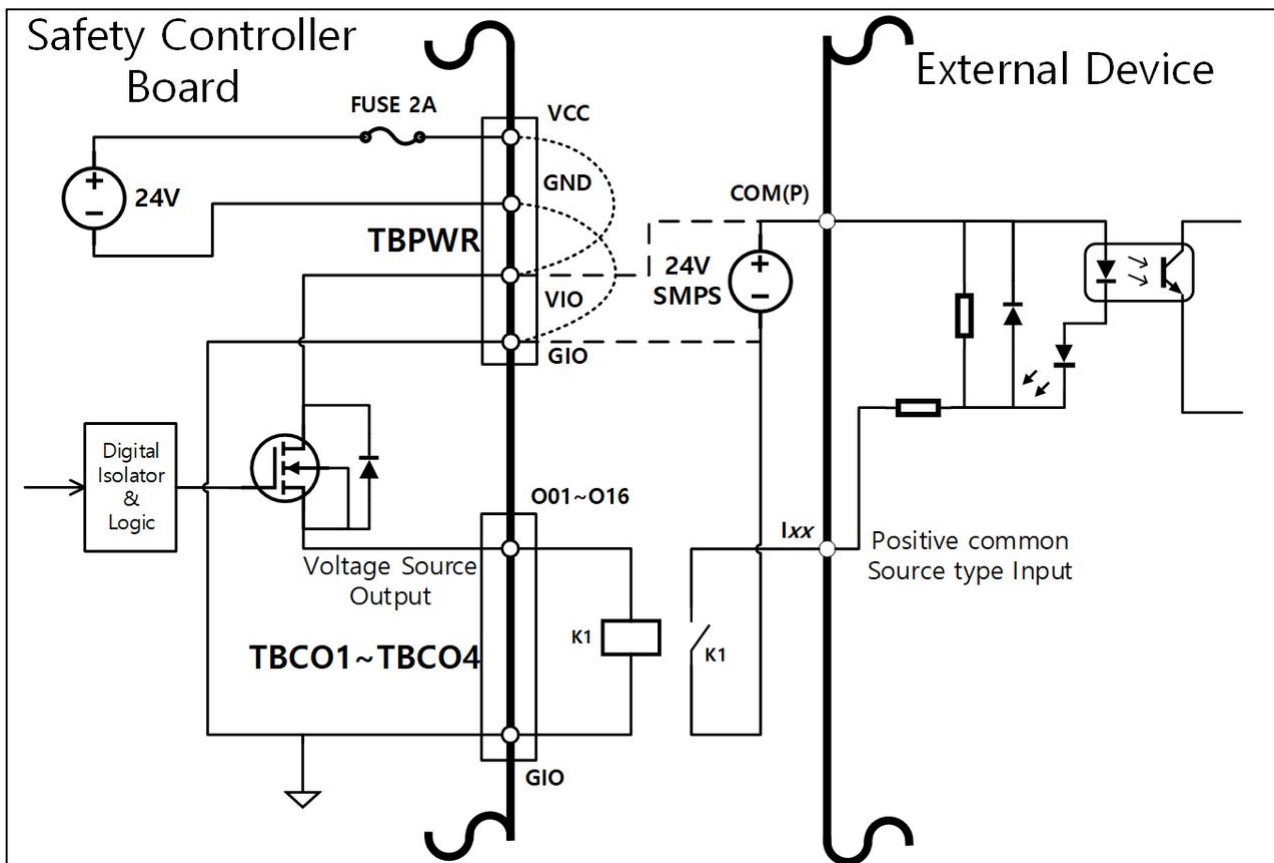 Safety Controller
Board
External Device
FUSE 2A
VCC
GND
24V
COM(P)
TBPWR
24V
SMPS
VIO
GIO
Digital
Isolator
&
Logic
O01~O16
Ixx
Voltage Source
Output
Positive common
Source type Input
K1
K1
TBCO1~TBCO4
GIO